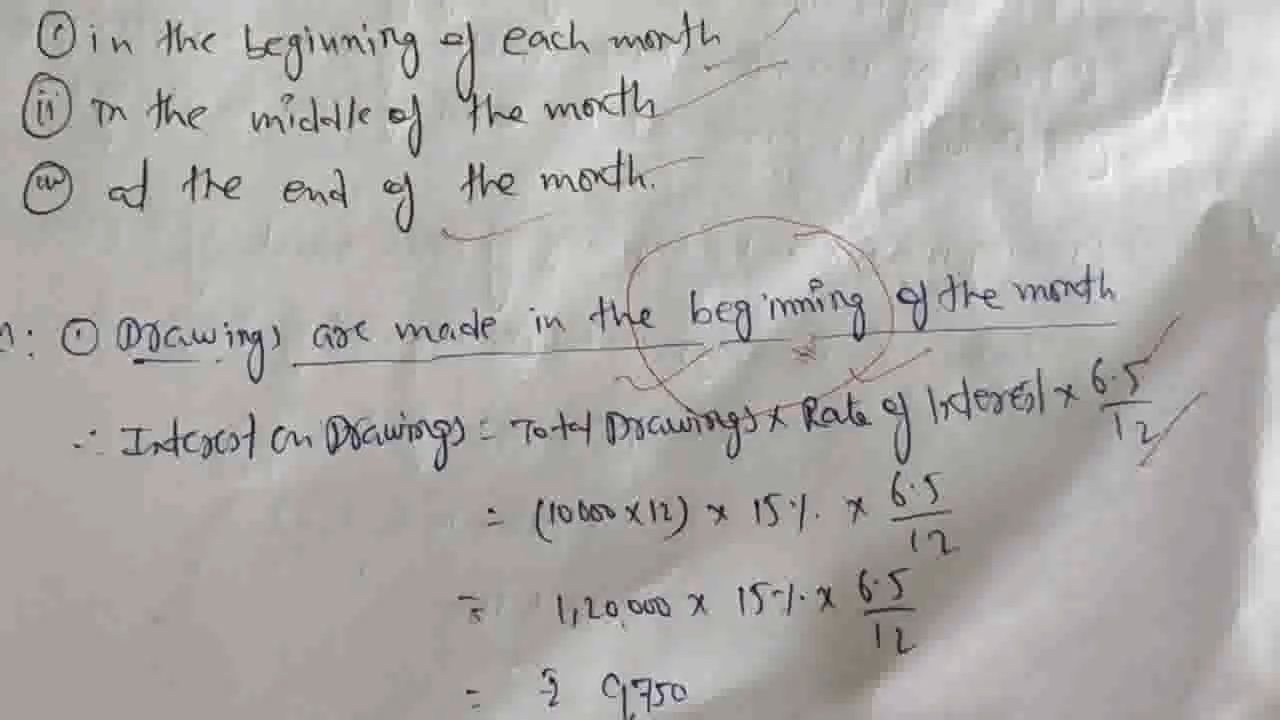 (i) in the beginning of each month
(ii) in the middle of the month
(iii) at the end of the month.
n: (i) Drawings are made in the beginning of the month
∴ Interest on Drawings = Total Drawings × Rate of Interest × 6.5/12
= (10000 × 12) × 15% × 6.5/12
= 1,20,000 × 15% × 6.5/12
= ₹ 9,750